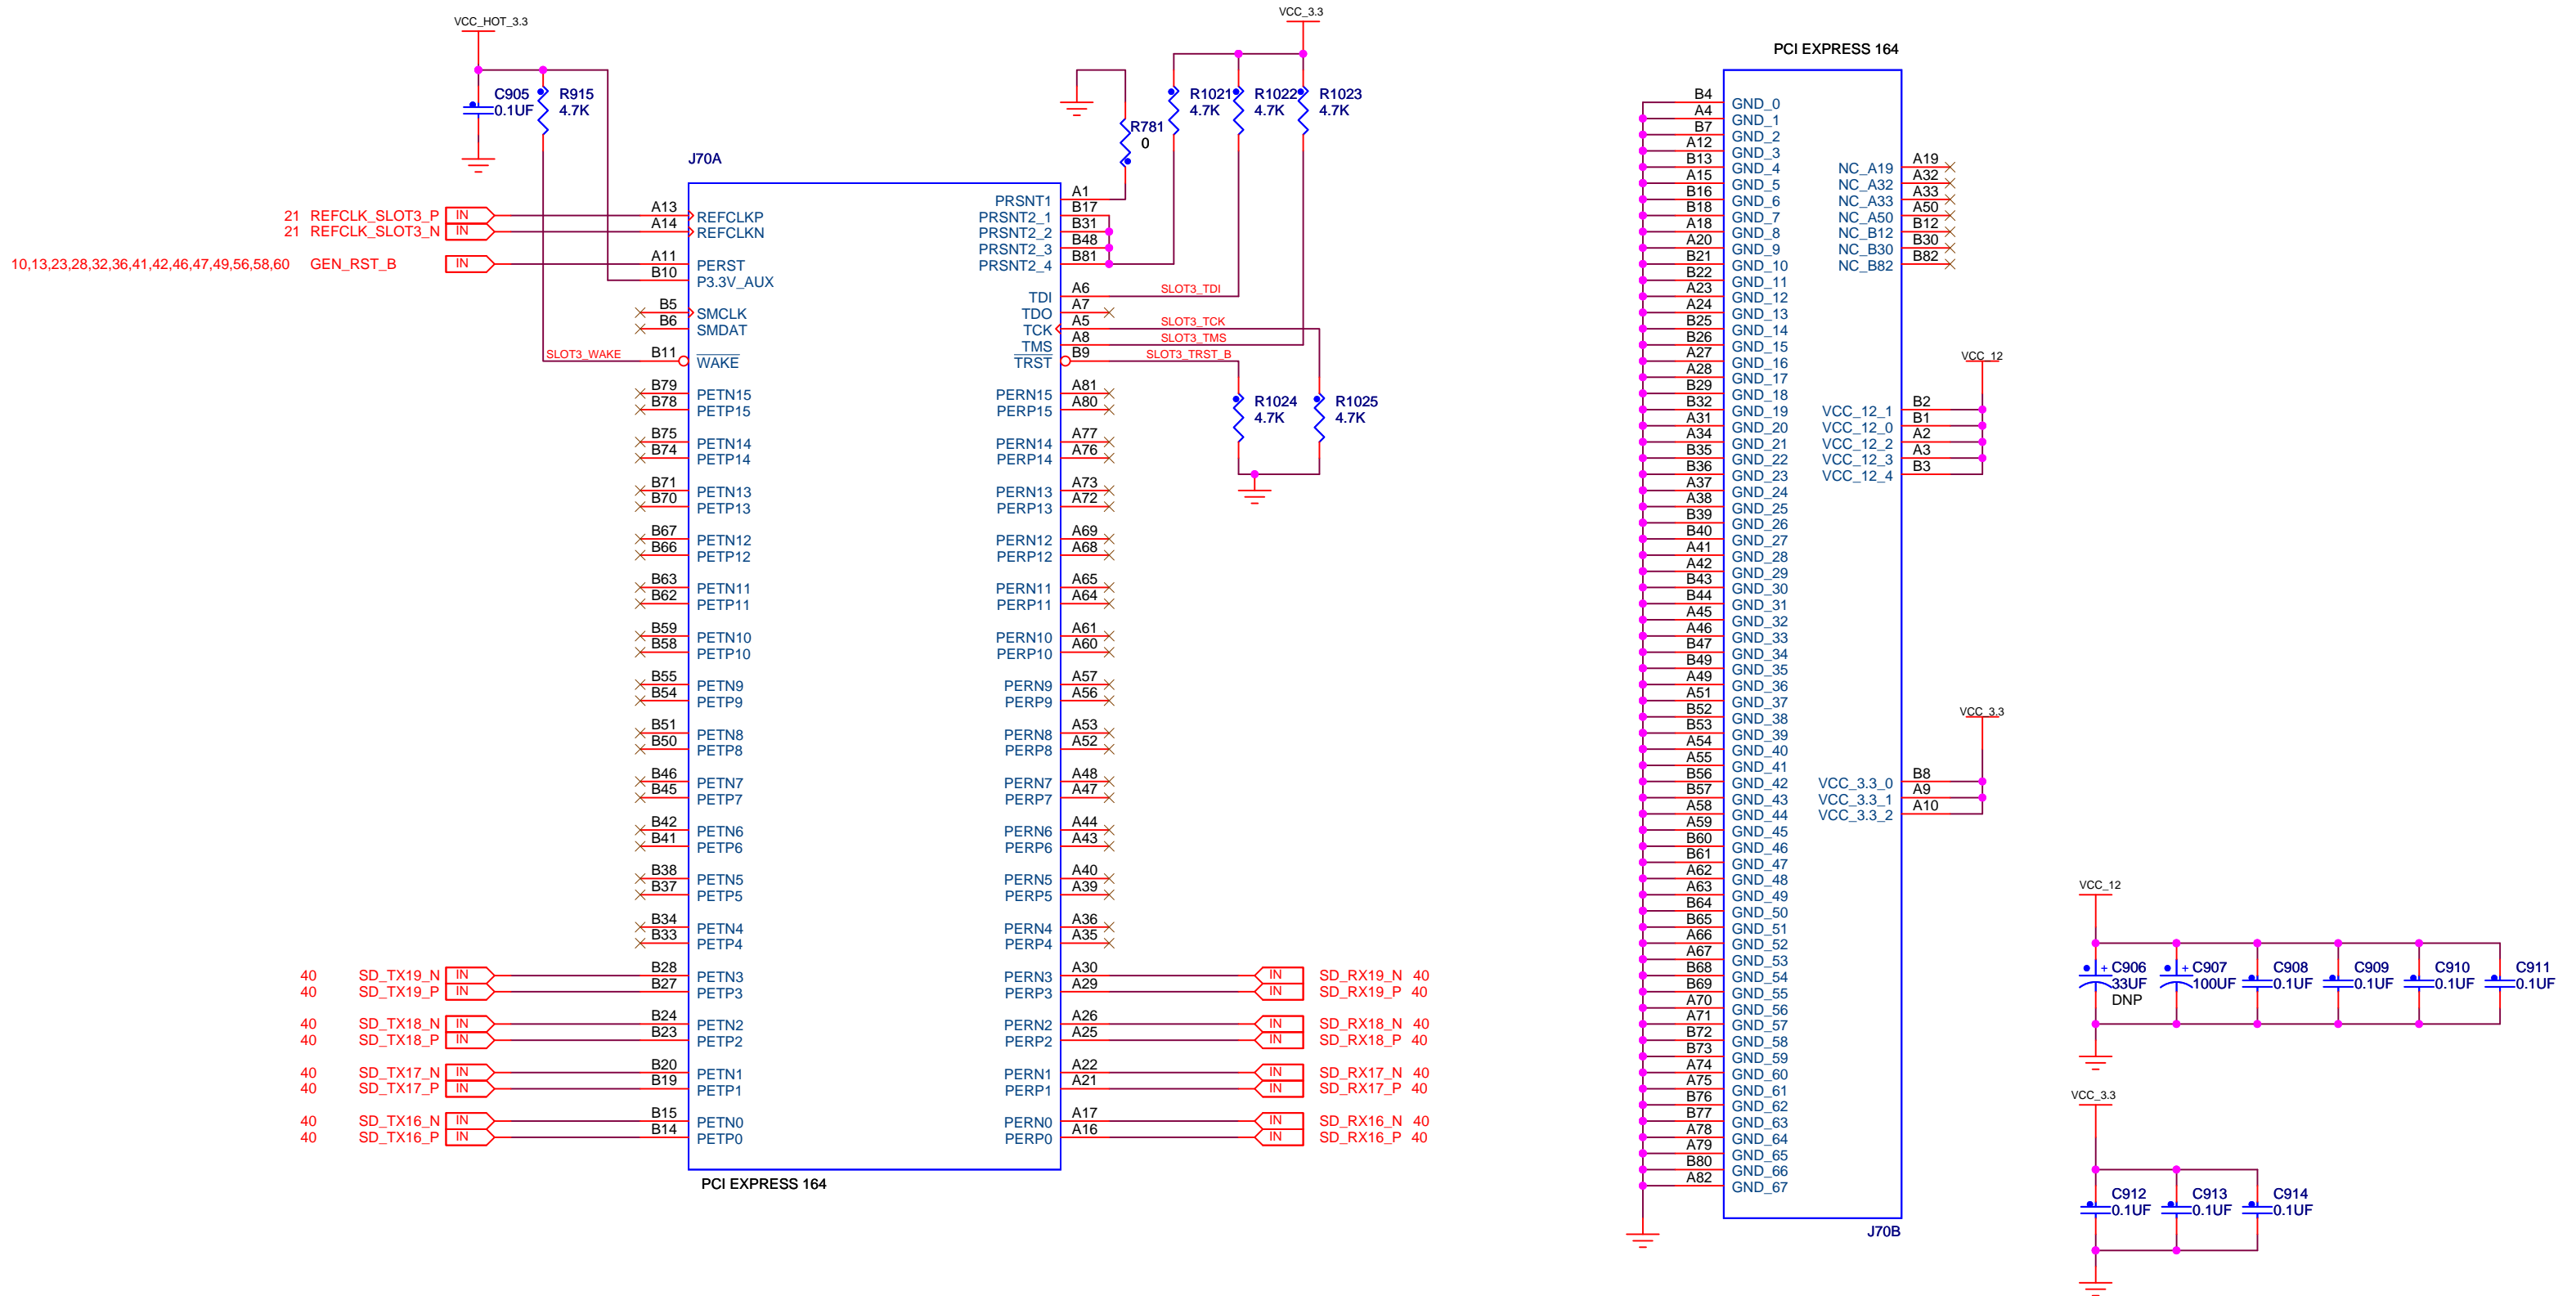 VCC_HOT_3.3
C905
0.1UF
R915
4.7K
VCC_3.3
R781
0
R1021
4.7K
R1022
4.7K
R1023
4.7K
J70A
21 REFCLK_SLOT3_P IN A13 REFCLKP
21 REFCLK_SLOT3_N IN A14 REFCLKN
10,13,23,28,32,36,41,42,46,47,49,56,58,60 GEN_RST_B IN A11 PERST
B10 P3.3V_AUX
B5 SMCLK
B6 SMDAT
SLOT3_WAKE B11 WAKE
B79 PETN15
B78 PETP15
B75 PETN14
B74 PETP14
B71 PETN13
B70 PETP13
B67 PETN12
B66 PETP12
B63 PETN11
B62 PETP11
B59 PETN10
B58 PETP10
B55 PETN9
B54 PETP9
B51 PETN8
B50 PETP8
B46 PETN7
B45 PETP7
B42 PETN6
B41 PETP6
B38 PETN5
B37 PETP5
B34 PETN4
B33 PETP4
40 SD_TX19_N IN B28 PETN3
40 SD_TX19_P IN B27 PETP3
40 SD_TX18_N IN B24 PETN2
40 SD_TX18_P IN B23 PETP2
40 SD_TX17_N IN B20 PETN1
40 SD_TX17_P IN B19 PETP1
40 SD_TX16_N IN B15 PETN0
40 SD_TX16_P IN B14 PETP0
PRSNT1 A1
PRSNT2_1 B17
PRSNT2_2 B31
PRSNT2_3 B48
PRSNT2_4 B81
TDI A6 SLOT3_TDI
TDO A7
TCK A5 SLOT3_TCK
TMS A8 SLOT3_TMS
TRST B9 SLOT3_TRST_B
R1024
4.7K
R1025
4.7K
PERN15 A81
PERP15 A80
PERN14 A77
PERP14 A76
PERN13 A73
PERP13 A72
PERN12 A69
PERP12 A68
PERN11 A65
PERP11 A64
PERN10 A61
PERP10 A60
PERN9 A57
PERP9 A56
PERN8 A53
PERP8 A52
PERN7 A48
PERP7 A47
PERN6 A44
PERP6 A43
PERN5 A40
PERP5 A39
PERN4 A36
PERP4 A35
PERN3 A30 IN SD_RX19_N 40
PERP3 A29 IN SD_RX19_P 40
PERN2 A26 IN SD_RX18_N 40
PERP2 A25 IN SD_RX18_P 40
PERN1 A22 IN SD_RX17_N 40
PERP1 A21 IN SD_RX17_P 40
PERN0 A17 IN SD_RX16_N 40
PERP0 A16 IN SD_RX16_P 40
PCI EXPRESS 164
PCI EXPRESS 164
B4 GND_0
A4 GND_1
B7 GND_2
A12 GND_3
B13 GND_4
A15 GND_5
B16 GND_6
B18 GND_7
A18 GND_8
A20 GND_9
B21 GND_10
B22 GND_11
A23 GND_12
A24 GND_13
B25 GND_14
B26 GND_15
A27 GND_16
A28 GND_17
B29 GND_18
B32 GND_19
A31 GND_20
A34 GND_21
B35 GND_22
B36 GND_23
A37 GND_24
A38 GND_25
B39 GND_26
B40 GND_27
A41 GND_28
A42 GND_29
B43 GND_30
B44 GND_31
A45 GND_32
A46 GND_33
B47 GND_34
B49 GND_35
A49 GND_36
A51 GND_37
B52 GND_38
B53 GND_39
A54 GND_40
A55 GND_41
B56 GND_42
B57 GND_43
A58 GND_44
A59 GND_45
B60 GND_46
B61 GND_47
A62 GND_48
A63 GND_49
B64 GND_50
B65 GND_51
A66 GND_52
A67 GND_53
B68 GND_54
B69 GND_55
A70 GND_56
A71 GND_57
B72 GND_58
B73 GND_59
A74 GND_60
A75 GND_61
B76 GND_62
B77 GND_63
A78 GND_64
A79 GND_65
B80 GND_66
A82 GND_67
NC_A19 A19
NC_A32 A32
NC_A33 A33
NC_A50 A50
NC_B12 B12
NC_B30 B30
NC_B82 B82
VCC_12
VCC_12_1 B2
VCC_12_0 B1
VCC_12_2 A2
VCC_12_3 A3
VCC_12_4 B3
VCC_3.3
VCC_3.3_0 B8
VCC_3.3_1 A9
VCC_3.3_2 A10
J70B
VCC_12
+ C906
33UF
DNP
+ C907
100UF
C908
0.1UF
C909
0.1UF
C910
0.1UF
C911
0.1UF
VCC_3.3
C912
0.1UF
C913
0.1UF
C914
0.1UF